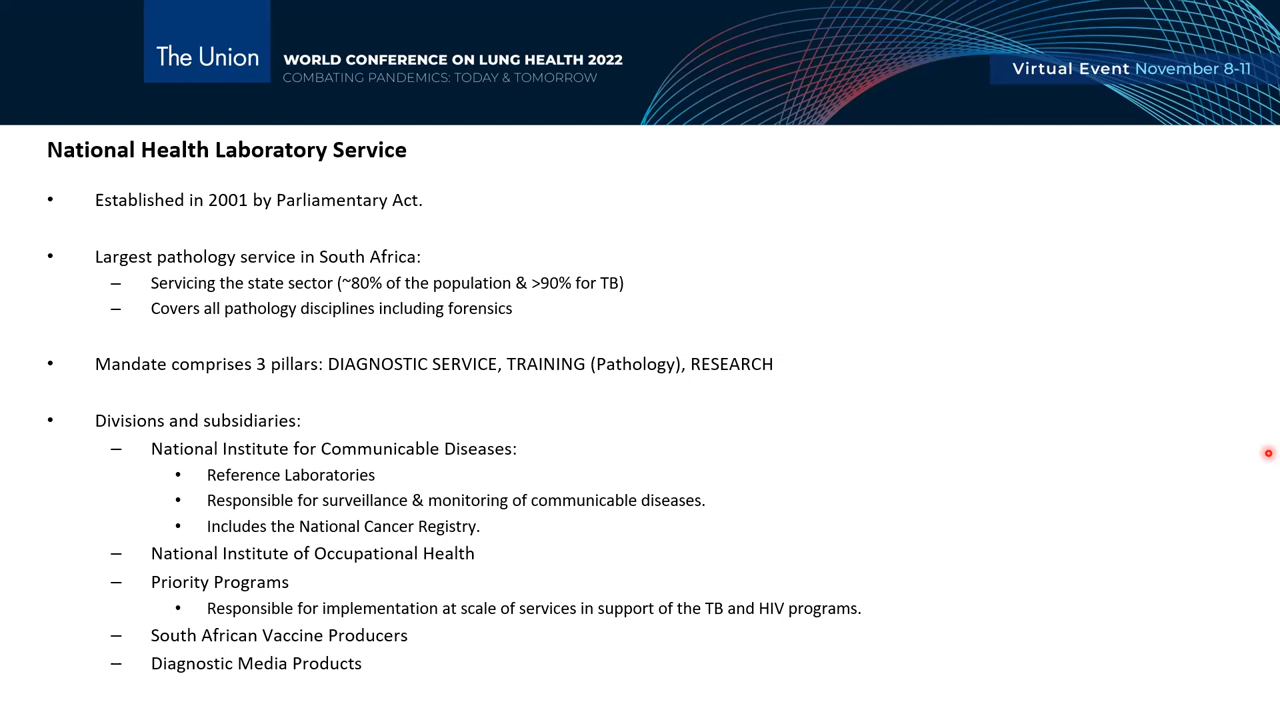 The Union
WORLD CONFERENCE ON LUNG HEALTH 2022
COMBATING PANDEMICS: TODAY & TOMORROW
Virtual Event November 8-11
National Health Laboratory Service
• Established in 2001 by Parliamentary Act.
• Largest pathology service in South Africa:
– Servicing the state sector (~80% of the population & >90% for TB)
– Covers all pathology disciplines including forensics
• Mandate comprises 3 pillars: DIAGNOSTIC SERVICE, TRAINING (Pathology), RESEARCH
• Divisions and subsidiaries:
– National Institute for Communicable Diseases:
• Reference Laboratories
• Responsible for surveillance & monitoring of communicable diseases.
• Includes the National Cancer Registry.
– National Institute of Occupational Health
– Priority Programs
• Responsible for implementation at scale of services in support of the TB and HIV programs.
– South African Vaccine Producers
– Diagnostic Media Products